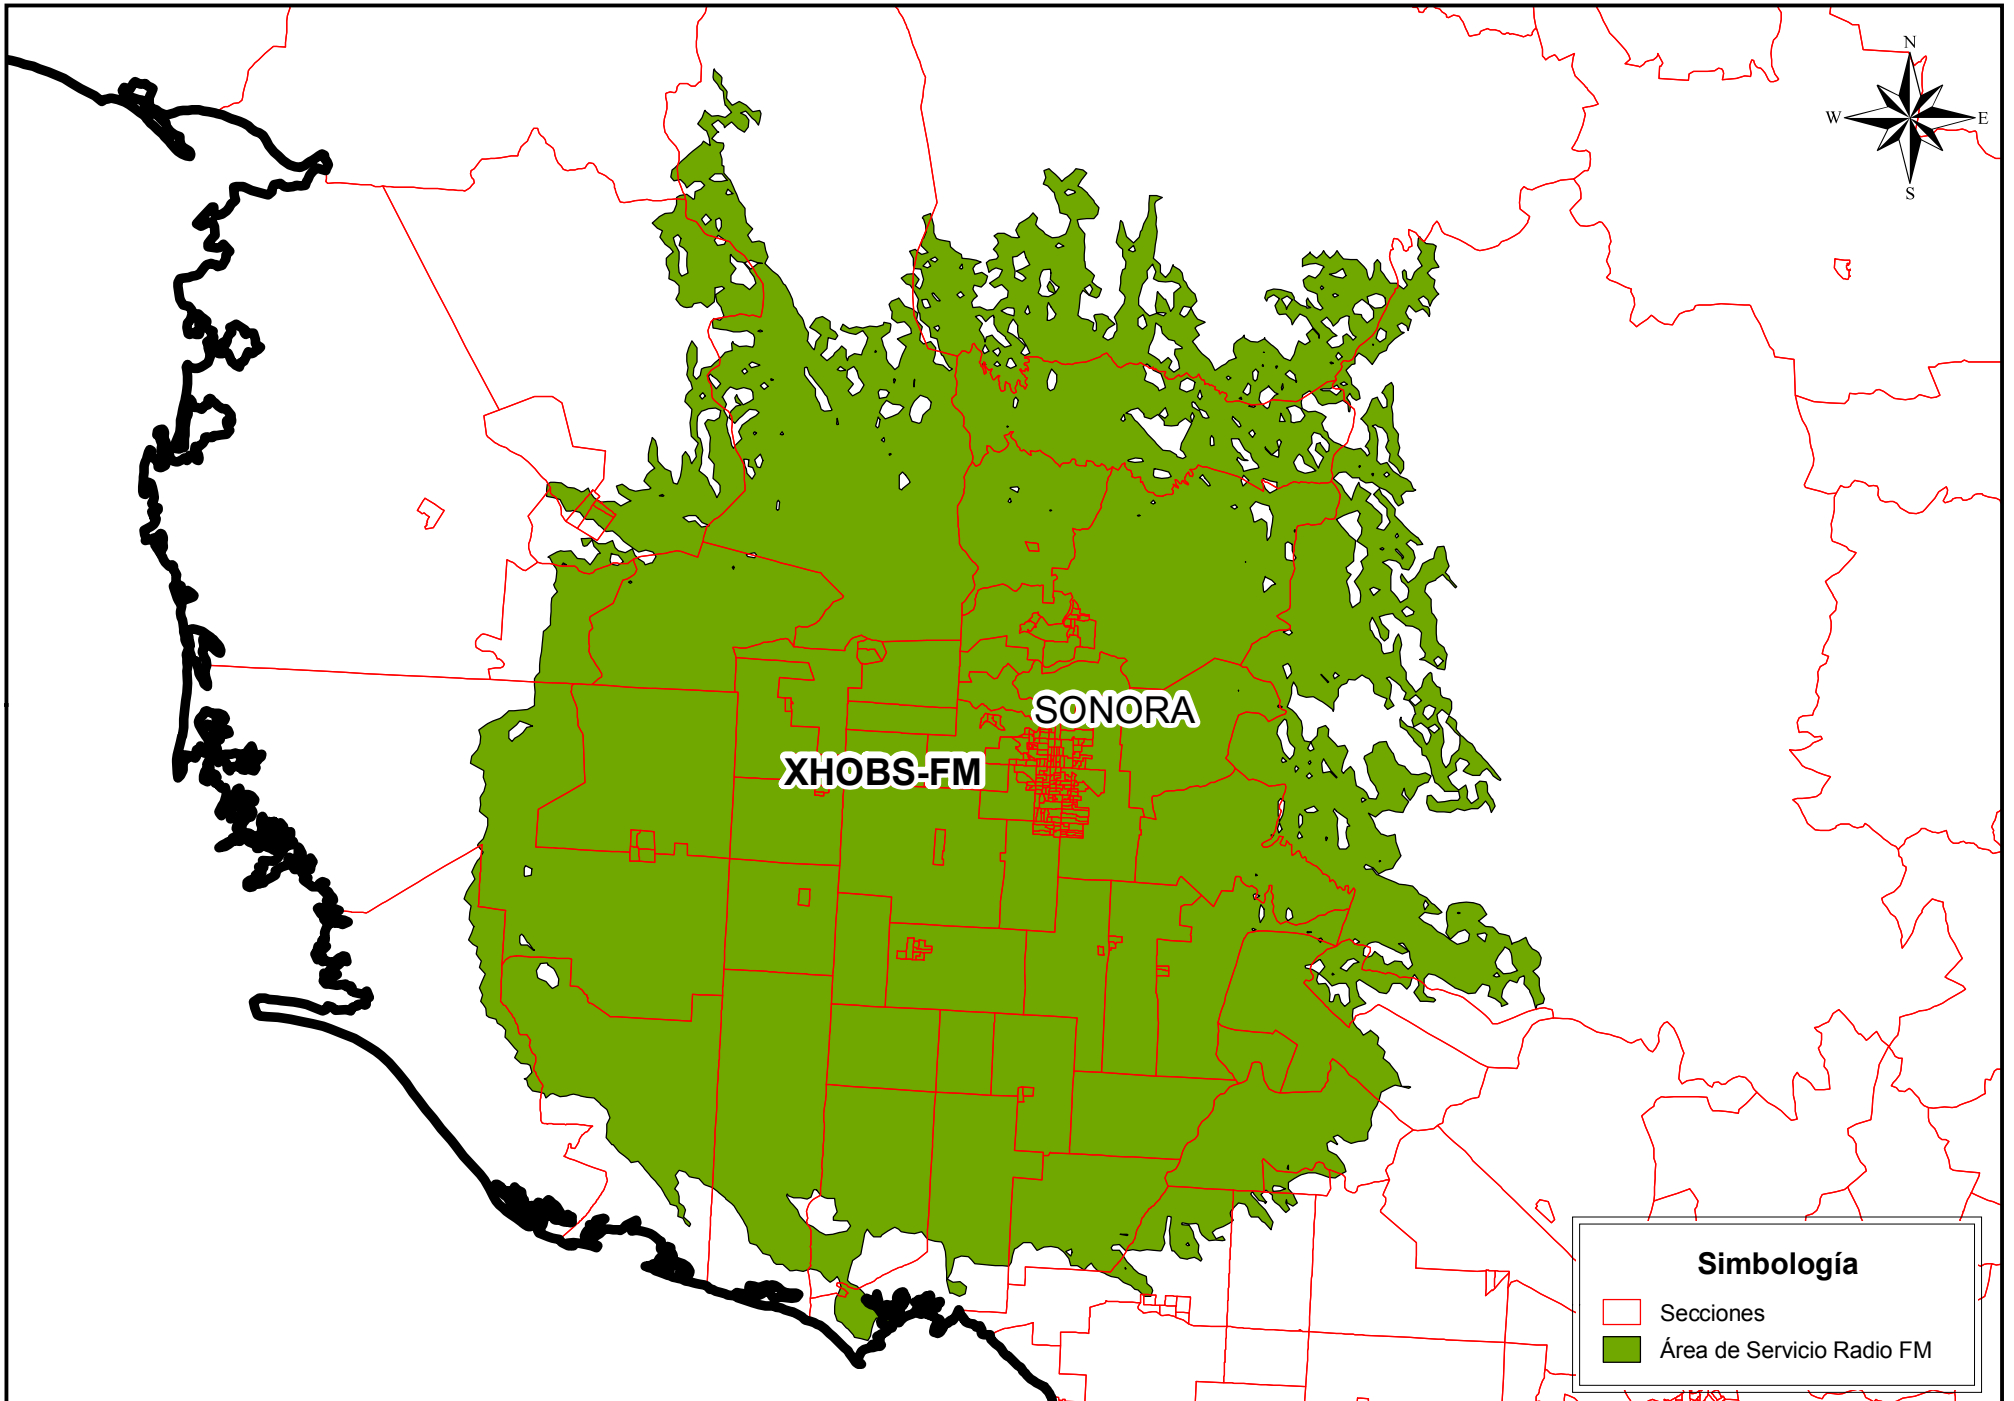 N
W E
S
SONORA
XHOBS-FM
Simbología
Secciones
Área de Servicio Radio FM